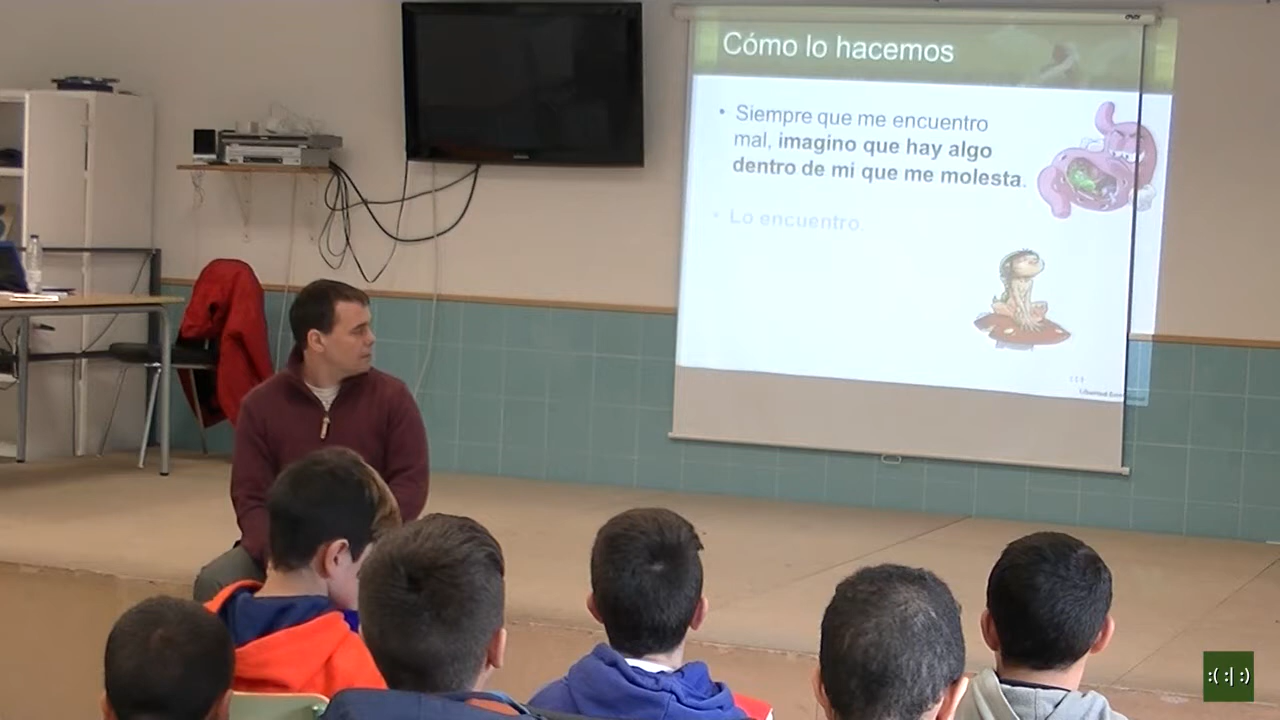 Cómo lo hacemos
• Siempre que me encuentro
mal, imagino que hay algo
dentro de mi que me molesta.
• Lo encuentro.
:(:|:)